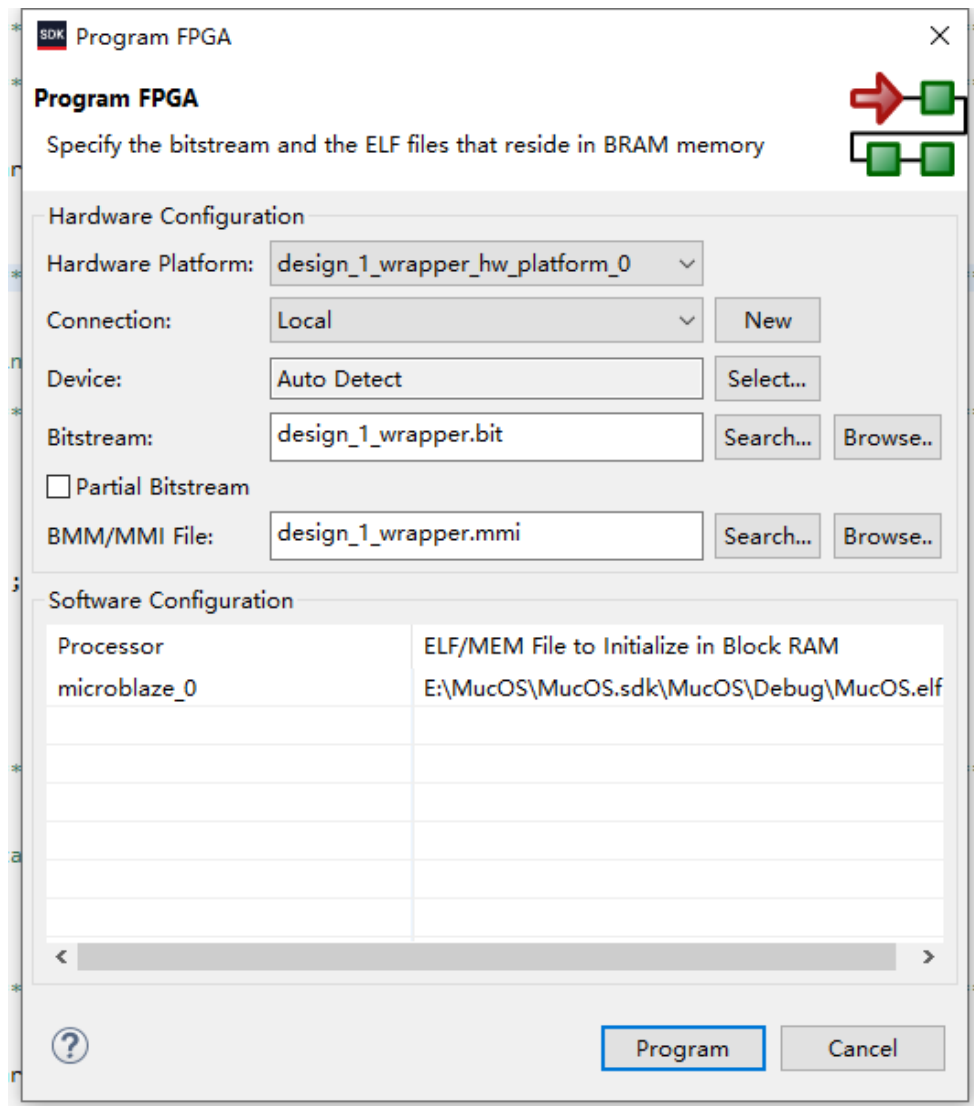 SDK Program FPGA
Program FPGA
Specify the bitstream and the ELF files that reside in BRAM memory
Hardware Configuration
Hardware Platform: design_1_wrapper_hw_platform_0
Connection: Local New
Device: Auto Detect Select...
Bitstream: design_1_wrapper.bit Search... Browse..
Partial Bitstream
BMM/MMI File: design_1_wrapper.mmi Search... Browse..
Software Configuration
Processor ELF/MEM File to Initialize in Block RAM
microblaze_0 E:\MucOS\MucOS.sdk\MucOS\Debug\MucOS.elf
? Program Cancel